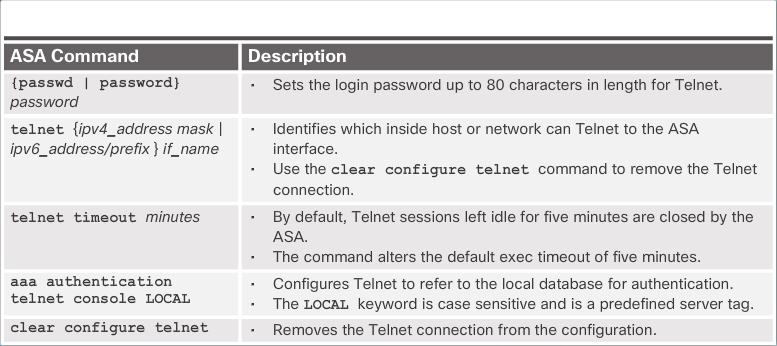 ASA Command
Description
{passwd | password}
password
▪ Sets the login password up to 80 characters in length for Telnet.
telnet {ipv4_address mask |
ipv6_address/prefix } if_name
▪ Identifies which inside host or network can Telnet to the ASA
interface.
▪ Use the clear configure telnet command to remove the Telnet
connection.
telnet timeout minutes
▪ By default, Telnet sessions left idle for five minutes are closed by the
ASA.
▪ The command alters the default exec timeout of five minutes.
aaa authentication
telnet console LOCAL
▪ Configures Telnet to refer to the local database for authentication.
▪ The LOCAL keyword is case sensitive and is a predefined server tag.
clear configure telnet
▪ Removes the Telnet connection from the configuration.